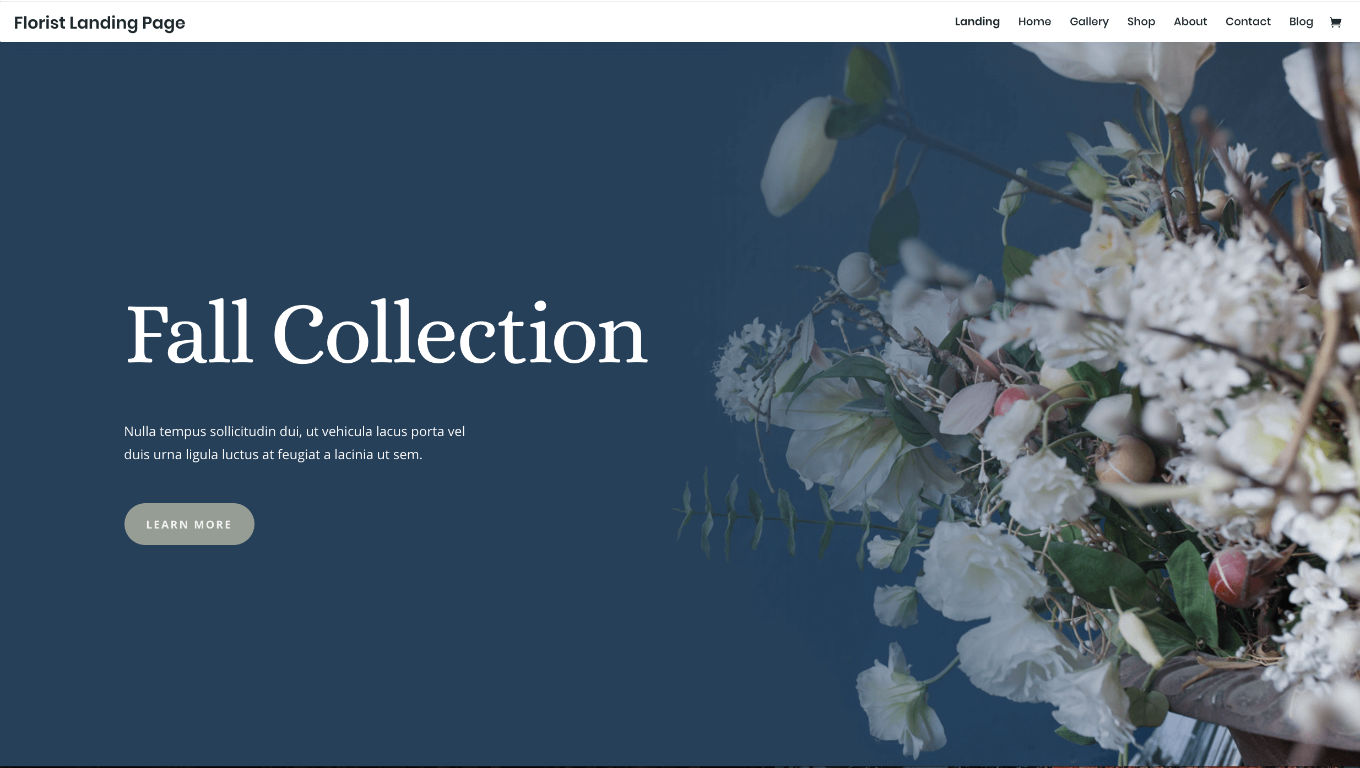 Florist Landing Page
Landing Home Gallery Shop About Contact Blog
Fall Collection
Nulla tempus sollicitudin dui, ut vehicula lacus porta vel
duis urna ligula luctus at feugiat a lacinia ut sem.
LEARN MORE